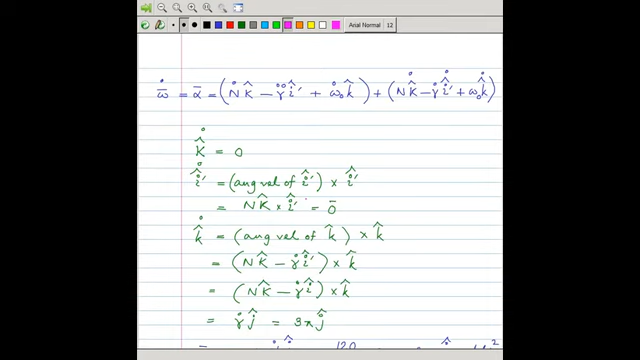 Arial Normal 12
ω̊̄ = ᾱ = (N̊K̂ − γ̊̊î′ + ω̊₀k̂) + (NK̂̊ − γ̊î̊′ + ω₀k̂̊)
K̂̊ = 0
î̊′ = (ang vel of î′) × î′
= NK̂ × î′ = 0̄
k̂̊ = (ang vel of k̂) × k̂
= (NK̂ − γ̊î′) × k̂
= (NK̂ − γ̊î) × k̂
= γ̊ĵ = 3πĵ